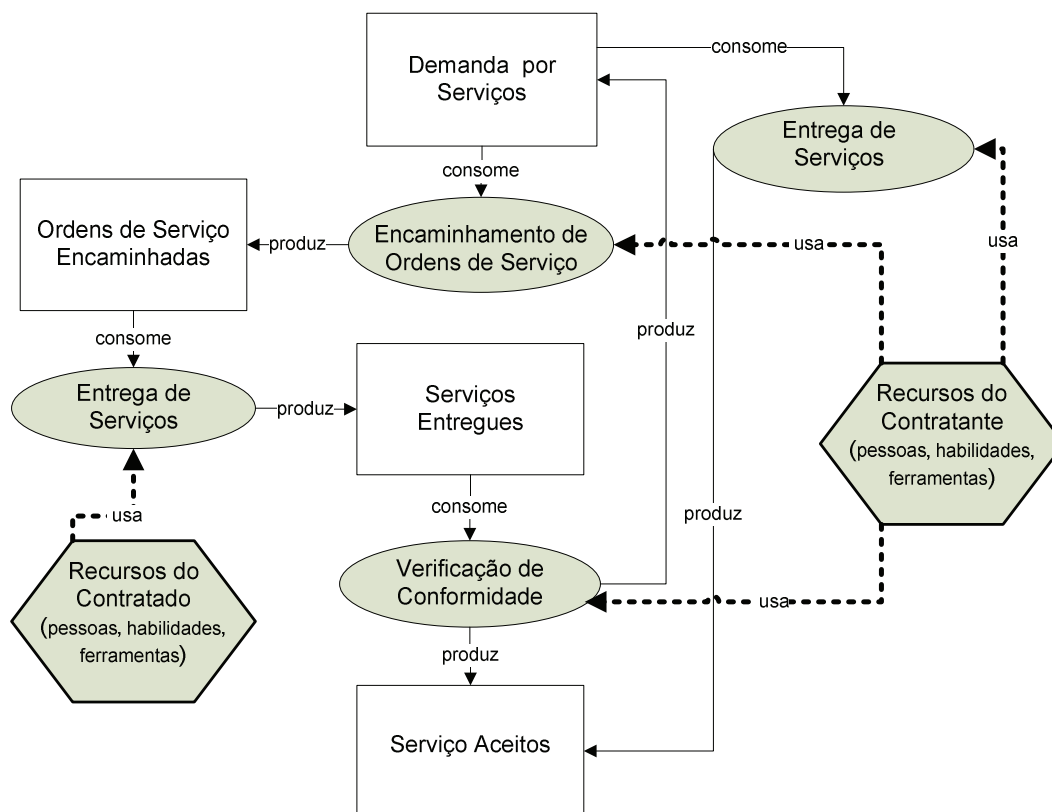 Demanda por
Serviços
consome
Entrega de
Serviços
consome
Ordens de Serviço
Encaminhadas
produz
Encaminhamento de
Ordens de Serviço
usa
usa
consome
produz
Entrega de
Serviços
produz
Serviços
Entregues
Recursos do
Contratante
(pessoas, habilidades,
ferramentas)
consome
produz
usa
Verificação de
Conformidade
usa
Recursos do
Contratado
(pessoas, habilidades,
ferramentas)
produz
Serviço Aceitos